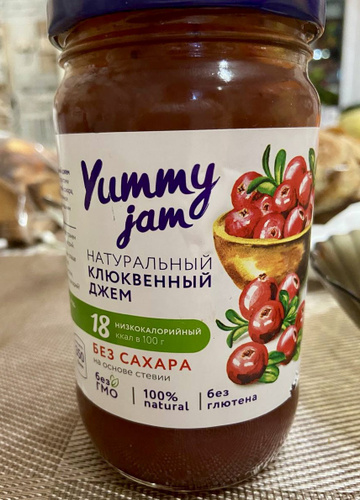 Yummy
jam
НАТУРАЛЬНЫЙ
КЛЮКВЕННЫЙ
ДЖЕМ
18 НИЗКОКАЛОРИЙНЫЙ
ккал в 100 г
БЕЗ САХАРА
на основе стевии
без
ГМО
100%
natural
без
глютена